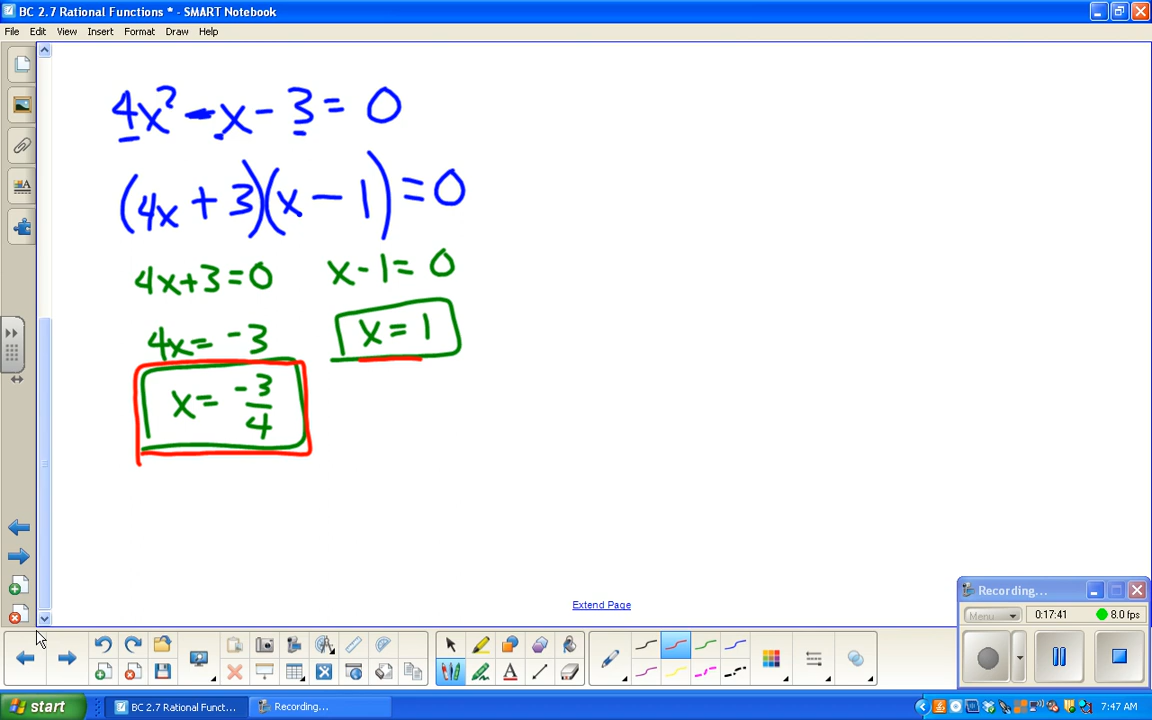 BC 2.7 Rational Functions * - SMART Notebook
File Edit View Insert Format Draw Help
4x² - x - 3 = 0
(4x + 3)(x - 1) = 0
4x+3=0 x-1= 0
4x= -3 x= 1
x= -3/4
Extend Page
Recording...
Menu 0:17:41 8.0 fps
start BC 2.7 Rational Funct... Recording... 7:47 AM